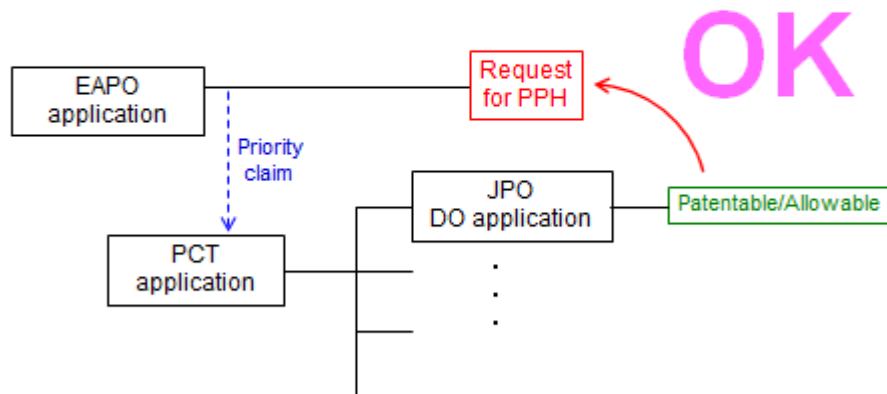 OK
EAPO
application
Request
for PPH
Priority
claim
JPO
DO application
Patentable/Allowable
PCT
application